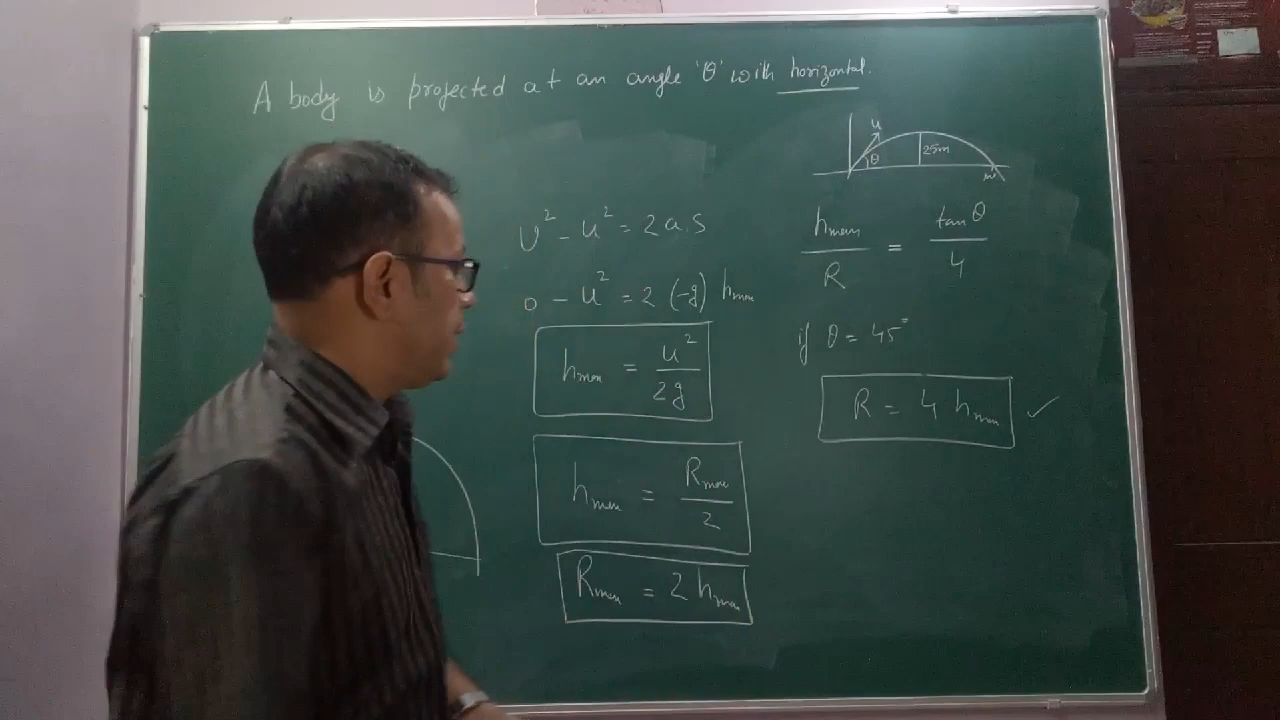 A body is projected at an angle 'θ' with horizontal.
u
θ
25m
v² - u² = 2a.s
0 - u² = 2 (-g) hmax
hmax = u²/2g
hmax = Rmax/2
Rmax = 2 hmax
hmax/R = tanθ/4
if θ = 45°
R = 4 hmax ✓